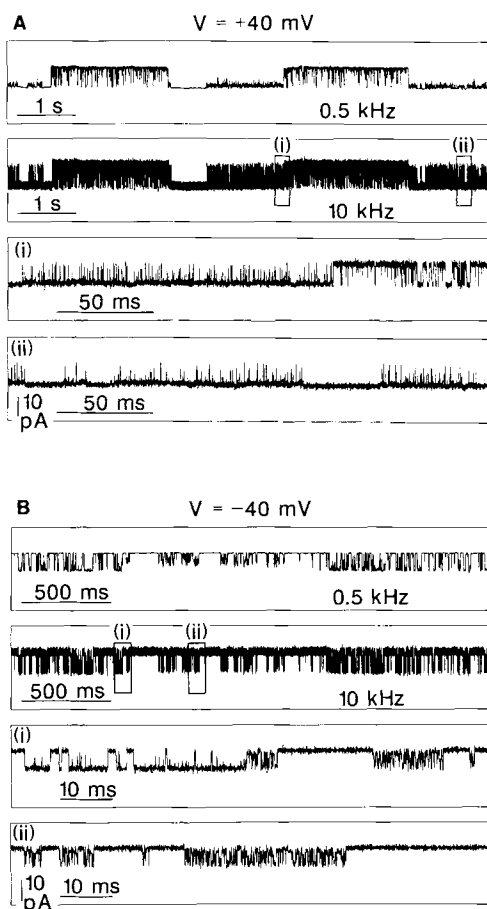 A
V = +40 mV
1 s
0.5 kHz
(i)
(ii)
1 s
10 kHz
(i)
50 ms
(ii)
10
pA
50 ms
B
V = −40 mV
500 ms
0.5 kHz
(i)
(ii)
500 ms
10 kHz
(i)
10 ms
(ii)
10
pA
10 ms